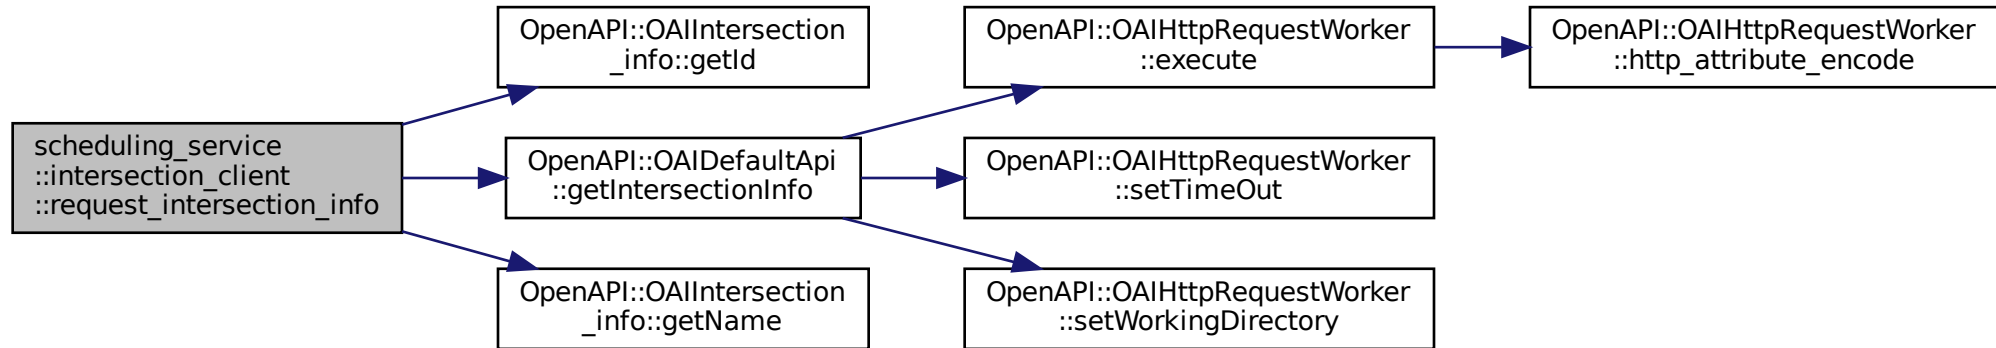 scheduling_service
::intersection_client
::request_intersection_info
OpenAPI::OAIIntersection
_info::getId
OpenAPI::OAIDefaultApi
::getIntersectionInfo
OpenAPI::OAIIntersection
_info::getName
OpenAPI::OAIHttpRequestWorker
::execute
OpenAPI::OAIHttpRequestWorker
::setTimeOut
OpenAPI::OAIHttpRequestWorker
::setWorkingDirectory
OpenAPI::OAIHttpRequestWorker
::http_attribute_encode